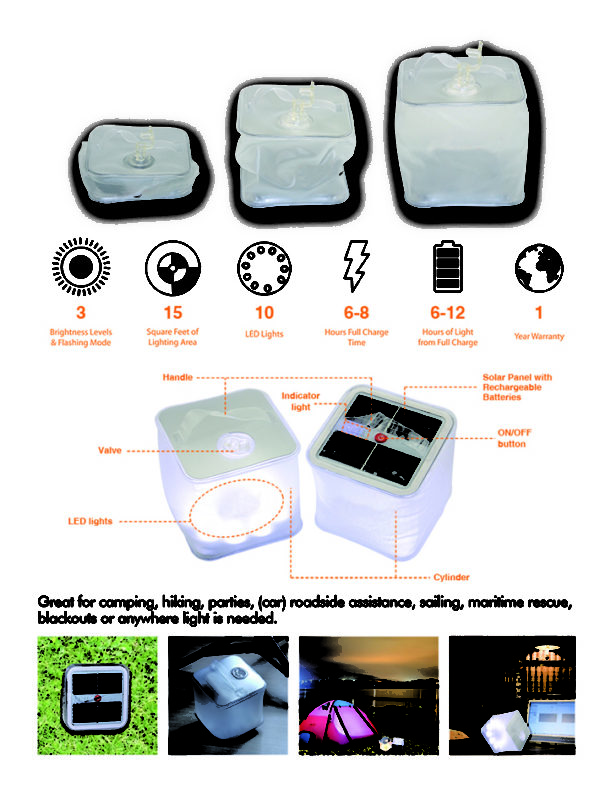 3
Brightness Levels
& Flashing Mode
15
Square Feet of
Lighting Area
10
LED Lights
6-8
Hours Full Charge
Time
6-12
Hours of Light
from Full Charge
1
Year Warranty
Handle
Indicator
light
Solar Panel with
Rechargeable
Batteries
ON/OFF
button
Valve
LED lights
Cylinder
Great for camping, hiking, parties, (car) roadside assistance, sailing, maritime rescue,
blackouts or anywhere light is needed.